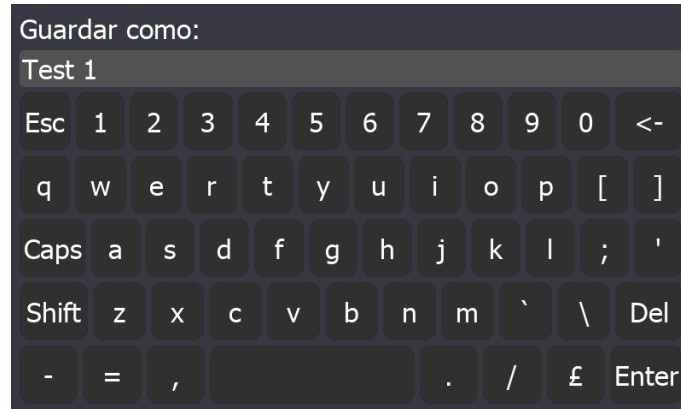 Guardar como:
Test 1
Esc 1 2 3 4 5 6 7 8 9 0 <-
q w e r t y u i o p [ ]
Caps a s d f g h j k l ; '
Shift z x c v b n m ` \ Del
- = , . / £ Enter